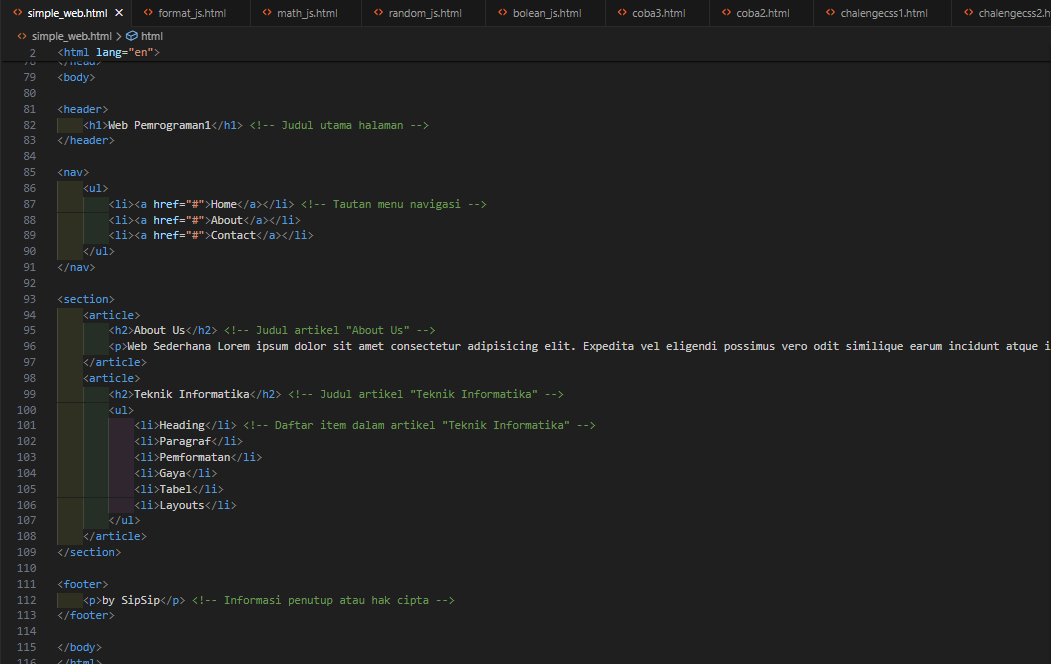 simple_web.html × format_js.html math_js.html random_js.html bolean_js.html coba3.html coba2.html chalengecss1.html chalengecss2.h
simple_web.html > html
2 <html lang="en">
78 </head>
79 <body>
80
81 <header>
82 <h1>Web Pemrograman1</h1> <!-- Judul utama halaman -->
83 </header>
84
85 <nav>
86 <ul>
87 <li><a href="#">Home</a></li> <!-- Tautan menu navigasi -->
88 <li><a href="#">About</a></li>
89 <li><a href="#">Contact</a></li>
90 </ul>
91 </nav>
92
93 <section>
94 <article>
95 <h2>About Us</h2> <!-- Judul artikel "About Us" -->
96 <p>Web Sederhana Lorem ipsum dolor sit amet consectetur adipisicing elit. Expedita vel eligendi possimus vero odit similique earum incidunt atque i
97 </article>
98 <article>
99 <h2>Teknik Informatika</h2> <!-- Judul artikel "Teknik Informatika" -->
100 <ul>
101 <li>Heading</li> <!-- Daftar item dalam artikel "Teknik Informatika" -->
102 <li>Paragraf</li>
103 <li>Pemformatan</li>
104 <li>Gaya</li>
105 <li>Tabel</li>
106 <li>Layouts</li>
107 </ul>
108 </article>
109 </section>
110
111 <footer>
112 <p>by SipSip</p> <!-- Informasi penutup atau hak cipta -->
113 </footer>
114
115 </body>
116 </html>